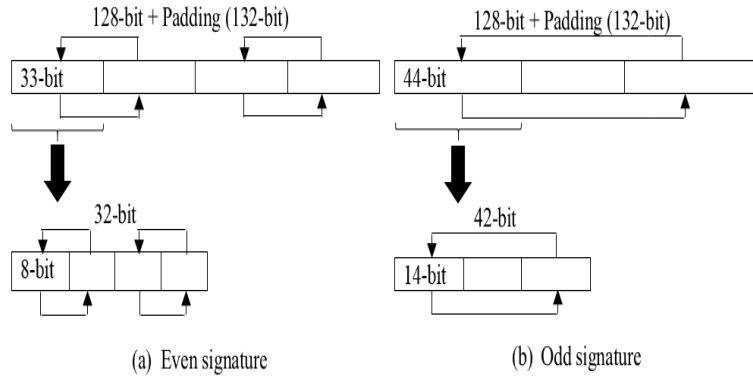 128-bit + Padding (132-bit)
33-bit
32-bit
8-bit
(a) Even signature
128-bit + Padding (132-bit)
44-bit
42-bit
14-bit
(b) Odd signature